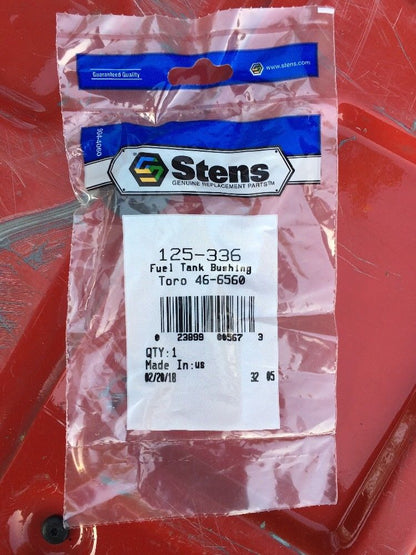 Guaranteed Quality
www.stens.com
Stens
GENUINE REPLACEMENT PARTS™
125-336
Fuel Tank Bushing
Toro 46-6560
0 23899 00567 3
QTY:1
Made In:us
02/20/18 32 05